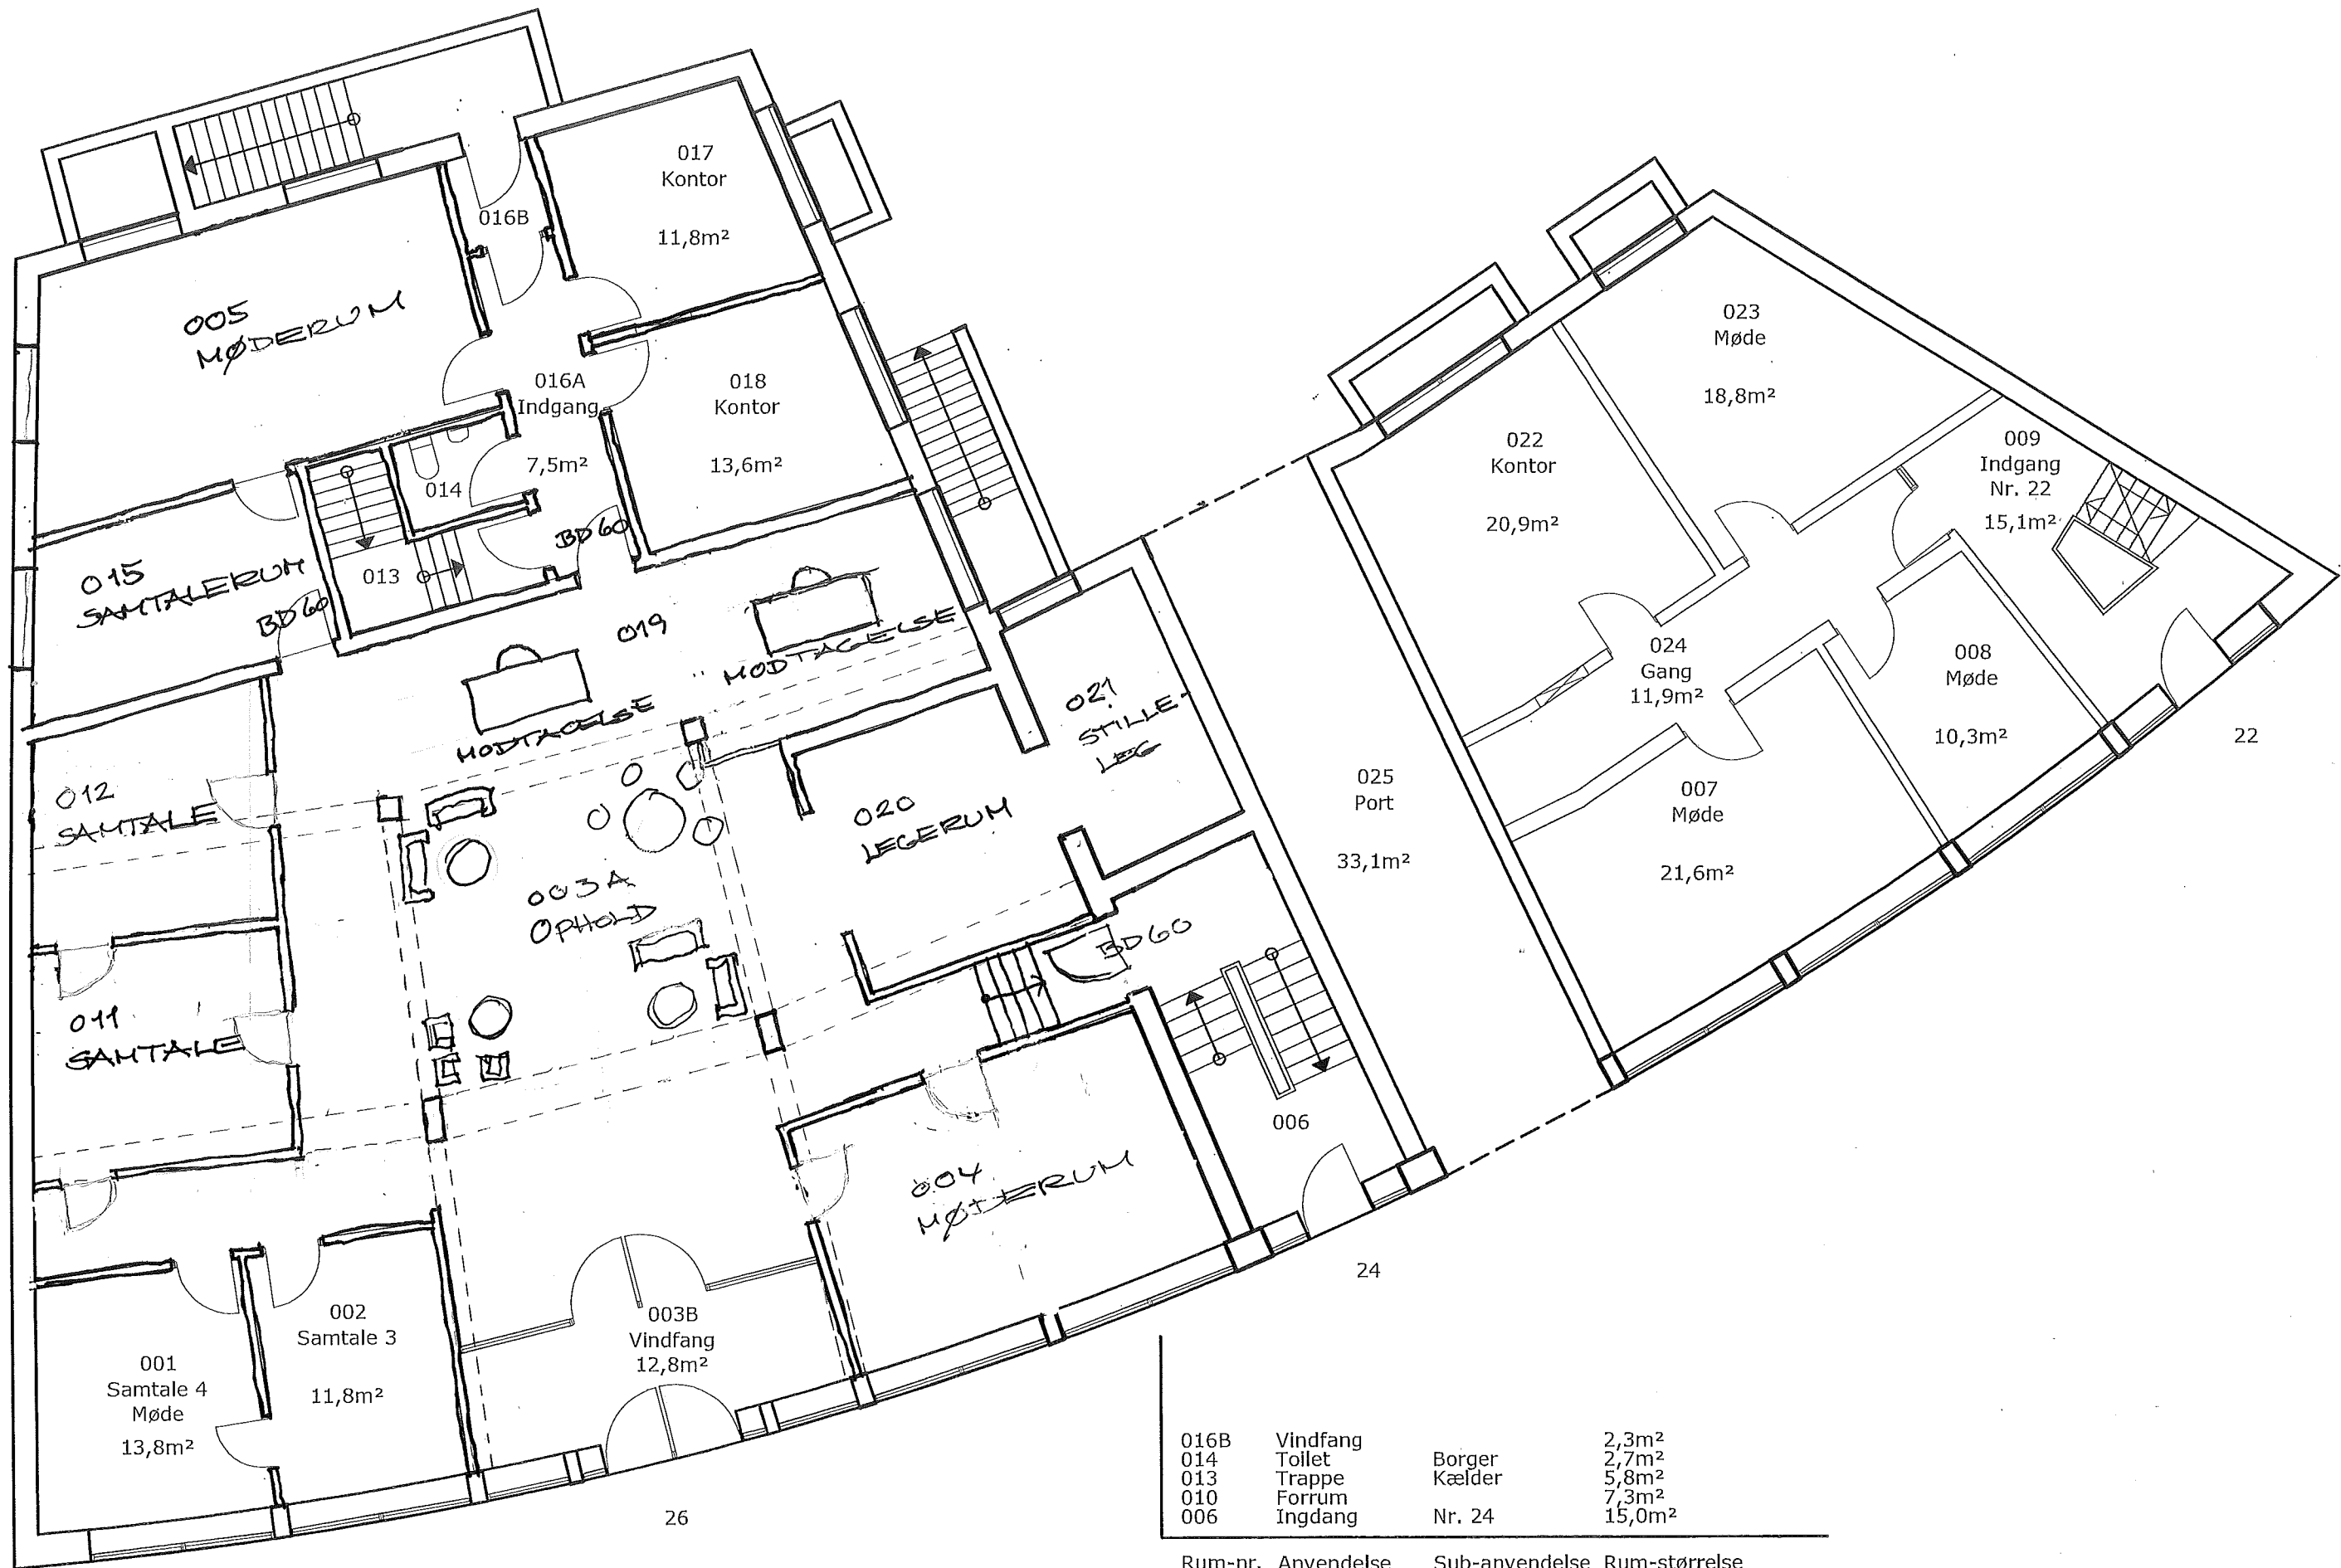 017
Kontor
11,8m²
016B
005
MØDERUM
016A
Indgang
7,5m²
018
Kontor
13,6m²
014
BD 60
013
015
SAMTALERUM
BD 60
019
MODTAGELSE
MODTAGELSE
012
SAMTALE
011
SAMTALE
003A
OPHOLD
020
LEGERUM
021
STILLE
LEG
BD 60
004
MØDERUM
006
001
Samtale 4
Møde
13,8m²
002
Samtale 3
11,8m²
003B
Vindfang
12,8m²
26
24
025
Port
33,1m²
022
Kontor
20,9m²
023
Møde
18,8m²
009
Indgang
Nr. 22
15,1m²
024
Gang
11,9m²
008
Møde
10,3m²
007
Møde
21,6m²
22
016B Vindfang 2,3m²
014 Toilet Borger 2,7m²
013 Trappe Kælder 5,8m²
010 Forrum 7,3m²
006 Ingdang Nr. 24 15,0m²
Rum-nr. Anvendelse Sub-anvendelse Rum-størrelse